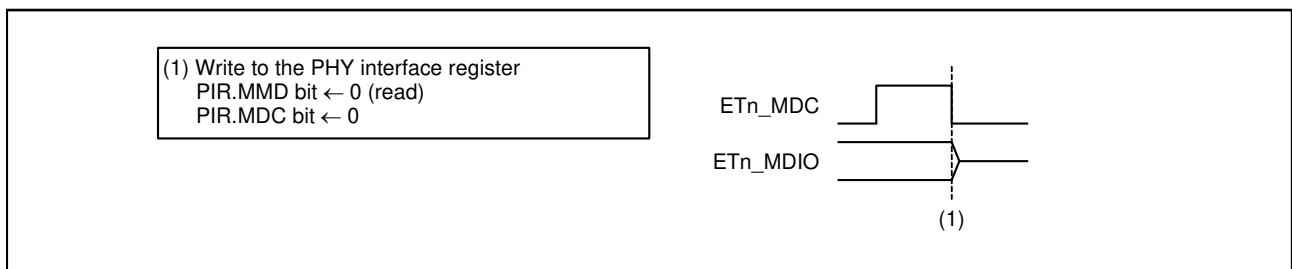 (1) Write to the PHY interface register
PIR.MMD bit ← 0 (read)
PIR.MDC bit ← 0
ETn_MDC
ETn_MDIO
(1)